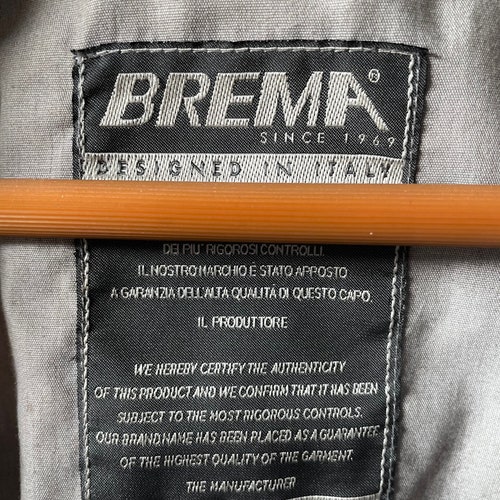 BREMA®
SINCE 1969
DESIGNED IN ITALY
DEI PIU' RIGOROSI CONTROLLI.
IL NOSTRO MARCHIO È STATO APPOSTO
A GARANZIA DELL'ALTA QUALITÀ DI QUESTO CAPO.
IL PRODUTTORE
WE HEREBY CERTIFY THE AUTHENTICITY
OF THIS PRODUCT AND WE CONFIRM THAT IT HAS BEEN
SUBJECT TO THE MOST RIGOROUS CONTROLS.
OUR BRAND NAME HAS BEEN PLACED AS A GUARANTEE
OF THE HIGHEST QUALITY OF THE GARMENT.
THE MANUFACTURER